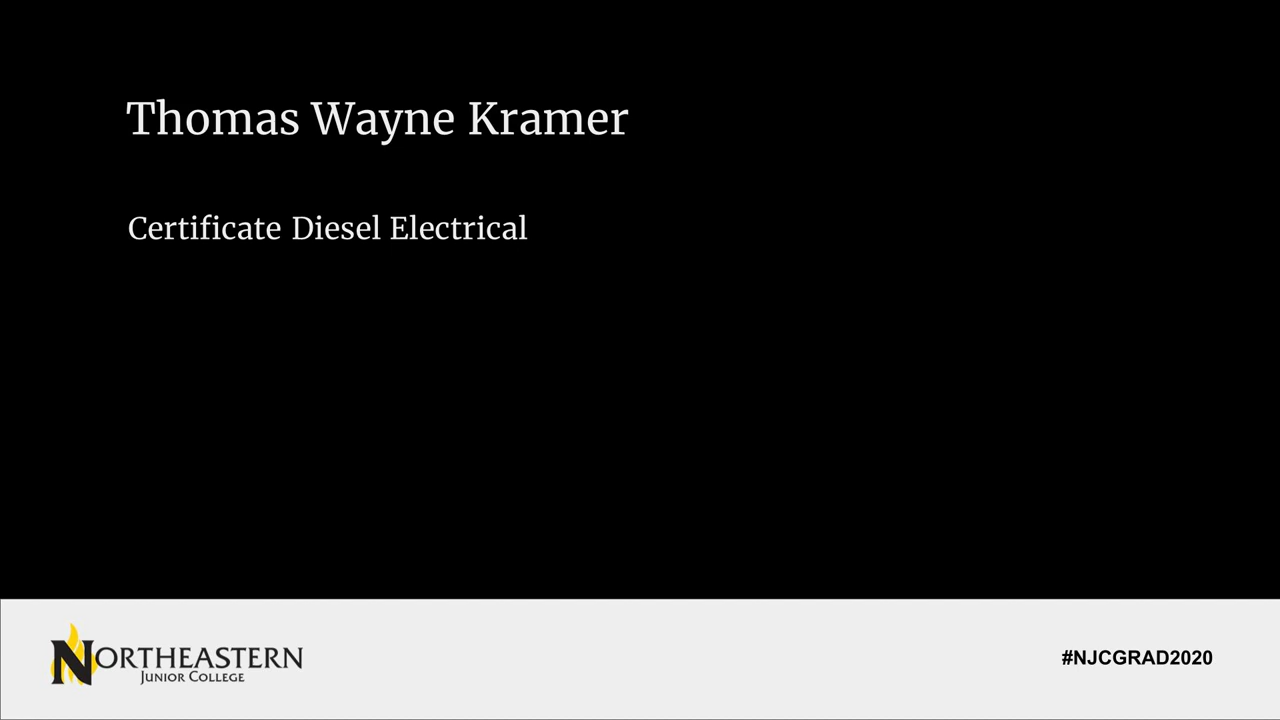 Thomas Wayne Kramer
Certificate Diesel Electrical
NORTHEASTERN
JUNIOR COLLEGE
#NJCGRAD2020